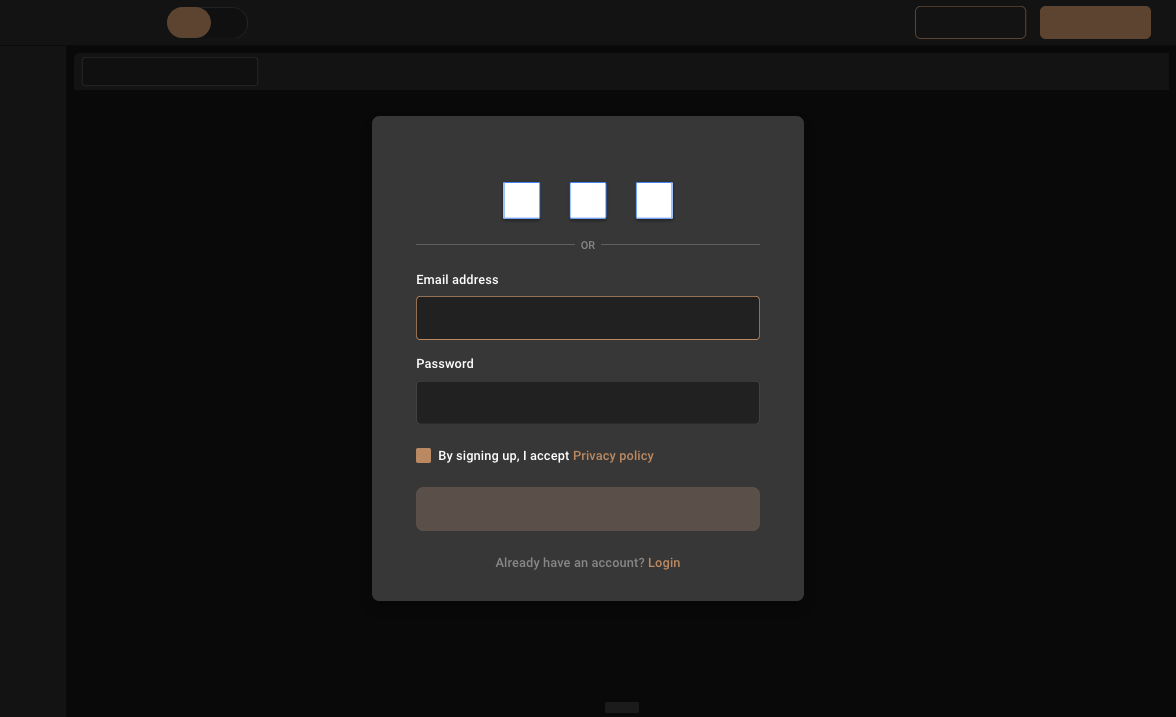 OR
Email address
Password
By signing up, I accept Privacy policy
Already have an account? Login